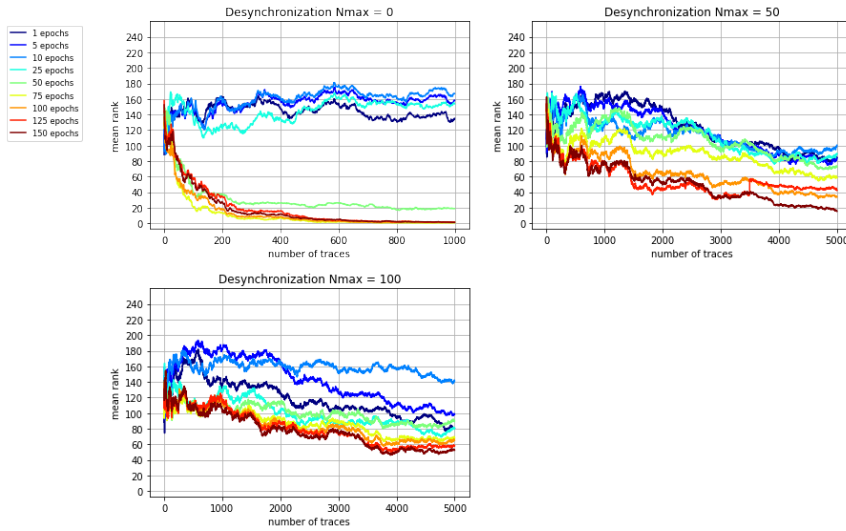 Desynchronization Nmax = 0
Desynchronization Nmax = 50
1 epochs
5 epochs
10 epochs
25 epochs
50 epochs
75 epochs
100 epochs
125 epochs
150 epochs
mean rank
240
220
200
180
160
140
120
100
80
60
40
20
0
0 200 400 600 800 1000
number of traces
mean rank
240
220
200
180
160
140
120
100
80
60
40
20
0
0 1000 2000 3000 4000 5000
number of traces
Desynchronization Nmax = 100
mean rank
240
220
200
180
160
140
120
100
80
60
40
20
0
0 1000 2000 3000 4000 5000
number of traces